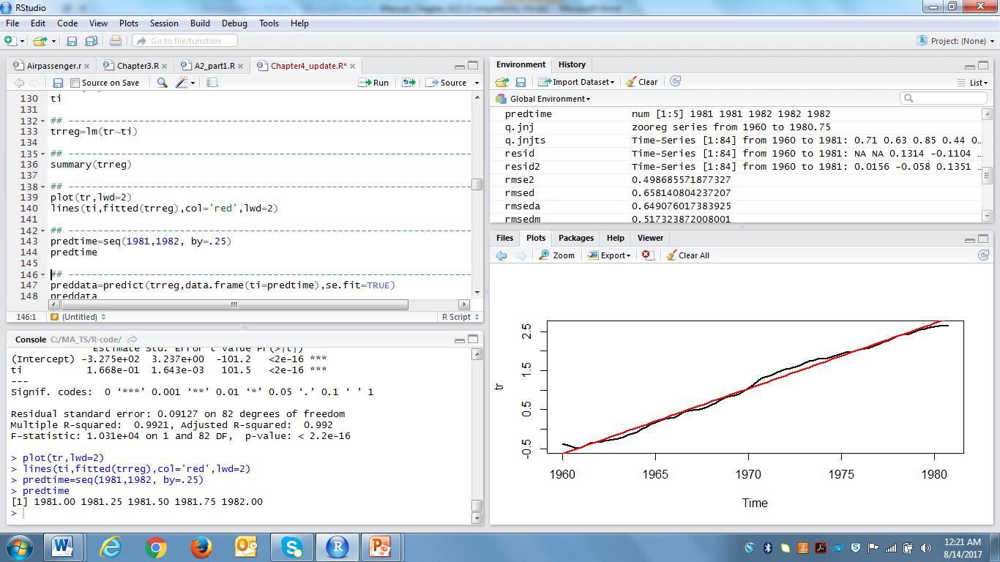 RStudio
File Edit Code View Plots Session Build Debug Tools Help
Go to file/function
Project: (None)
Airpassenger.r
Chapter3.R
A2_part1.R
Chapter4_update.R*
Source on Save
Run
Source
130 ti
131
132 ## ----------------------------------------------------------------------
133 trreg=lm(tr~ti)
134
135 ## ----------------------------------------------------------------------
136 summary(trreg)
137
138 ## ----------------------------------------------------------------------
139 plot(tr,lwd=2)
140 lines(ti,fitted(trreg),col='red',lwd=2)
141
142 ## ----------------------------------------------------------------------
143 predtime=seq(1981,1982, by=.25)
144 predtime
145
146 ## ----------------------------------------------------------------------
147 preddata=predict(trreg,data.frame(ti=predtime),se.fit=TRUE)
148 preddata
146:1 # (Untitled) R Script
Console C:/MA_TS/R-code/
Estimate Std. Error t value Pr(>|t|)
(Intercept) -3.275e+02 3.237e+00 -101.2 <2e-16 ***
ti 1.668e-01 1.643e-03 101.5 <2e-16 ***
---
Signif. codes: 0 ‘***’ 0.001 ‘**’ 0.01 ‘*’ 0.05 ‘.’ 0.1 ‘ ’ 1
Residual standard error: 0.09127 on 82 degrees of freedom
Multiple R-squared: 0.9921, Adjusted R-squared: 0.992
F-statistic: 1.031e+04 on 1 and 82 DF, p-value: < 2.2e-16
> plot(tr,lwd=2)
> lines(ti,fitted(trreg),col='red',lwd=2)
> predtime=seq(1981,1982, by=.25)
> predtime
[1] 1981.00 1981.25 1981.50 1981.75 1982.00
>
Environment History
Import Dataset Clear List
Global Environment
predtime num [1:5] 1981 1981 1982 1982 1982
q.jnj zooreg series from 1960 to 1980.75
q.jnjts Time-Series [1:84] from 1960 to 1981: 0.71 0.63 0.85 0.44 0…
resid Time-Series [1:84] from 1960 to 1981: NA NA 0.1314 -0.1104 …
resid2 Time-Series [1:84] from 1960 to 1981: 0.0156 -0.058 0.1351 …
rmse2 0.498685571877327
rmsed 0.658140804237207
rmseda 0.649076017383925
rmsedm 0.517323872008001
Files Plots Packages Help Viewer
Zoom Export Clear All
2.5
1.5
0.5
-0.5
tr
1960 1965 1970 1975 1980
Time
12:21 AM
8/14/2017